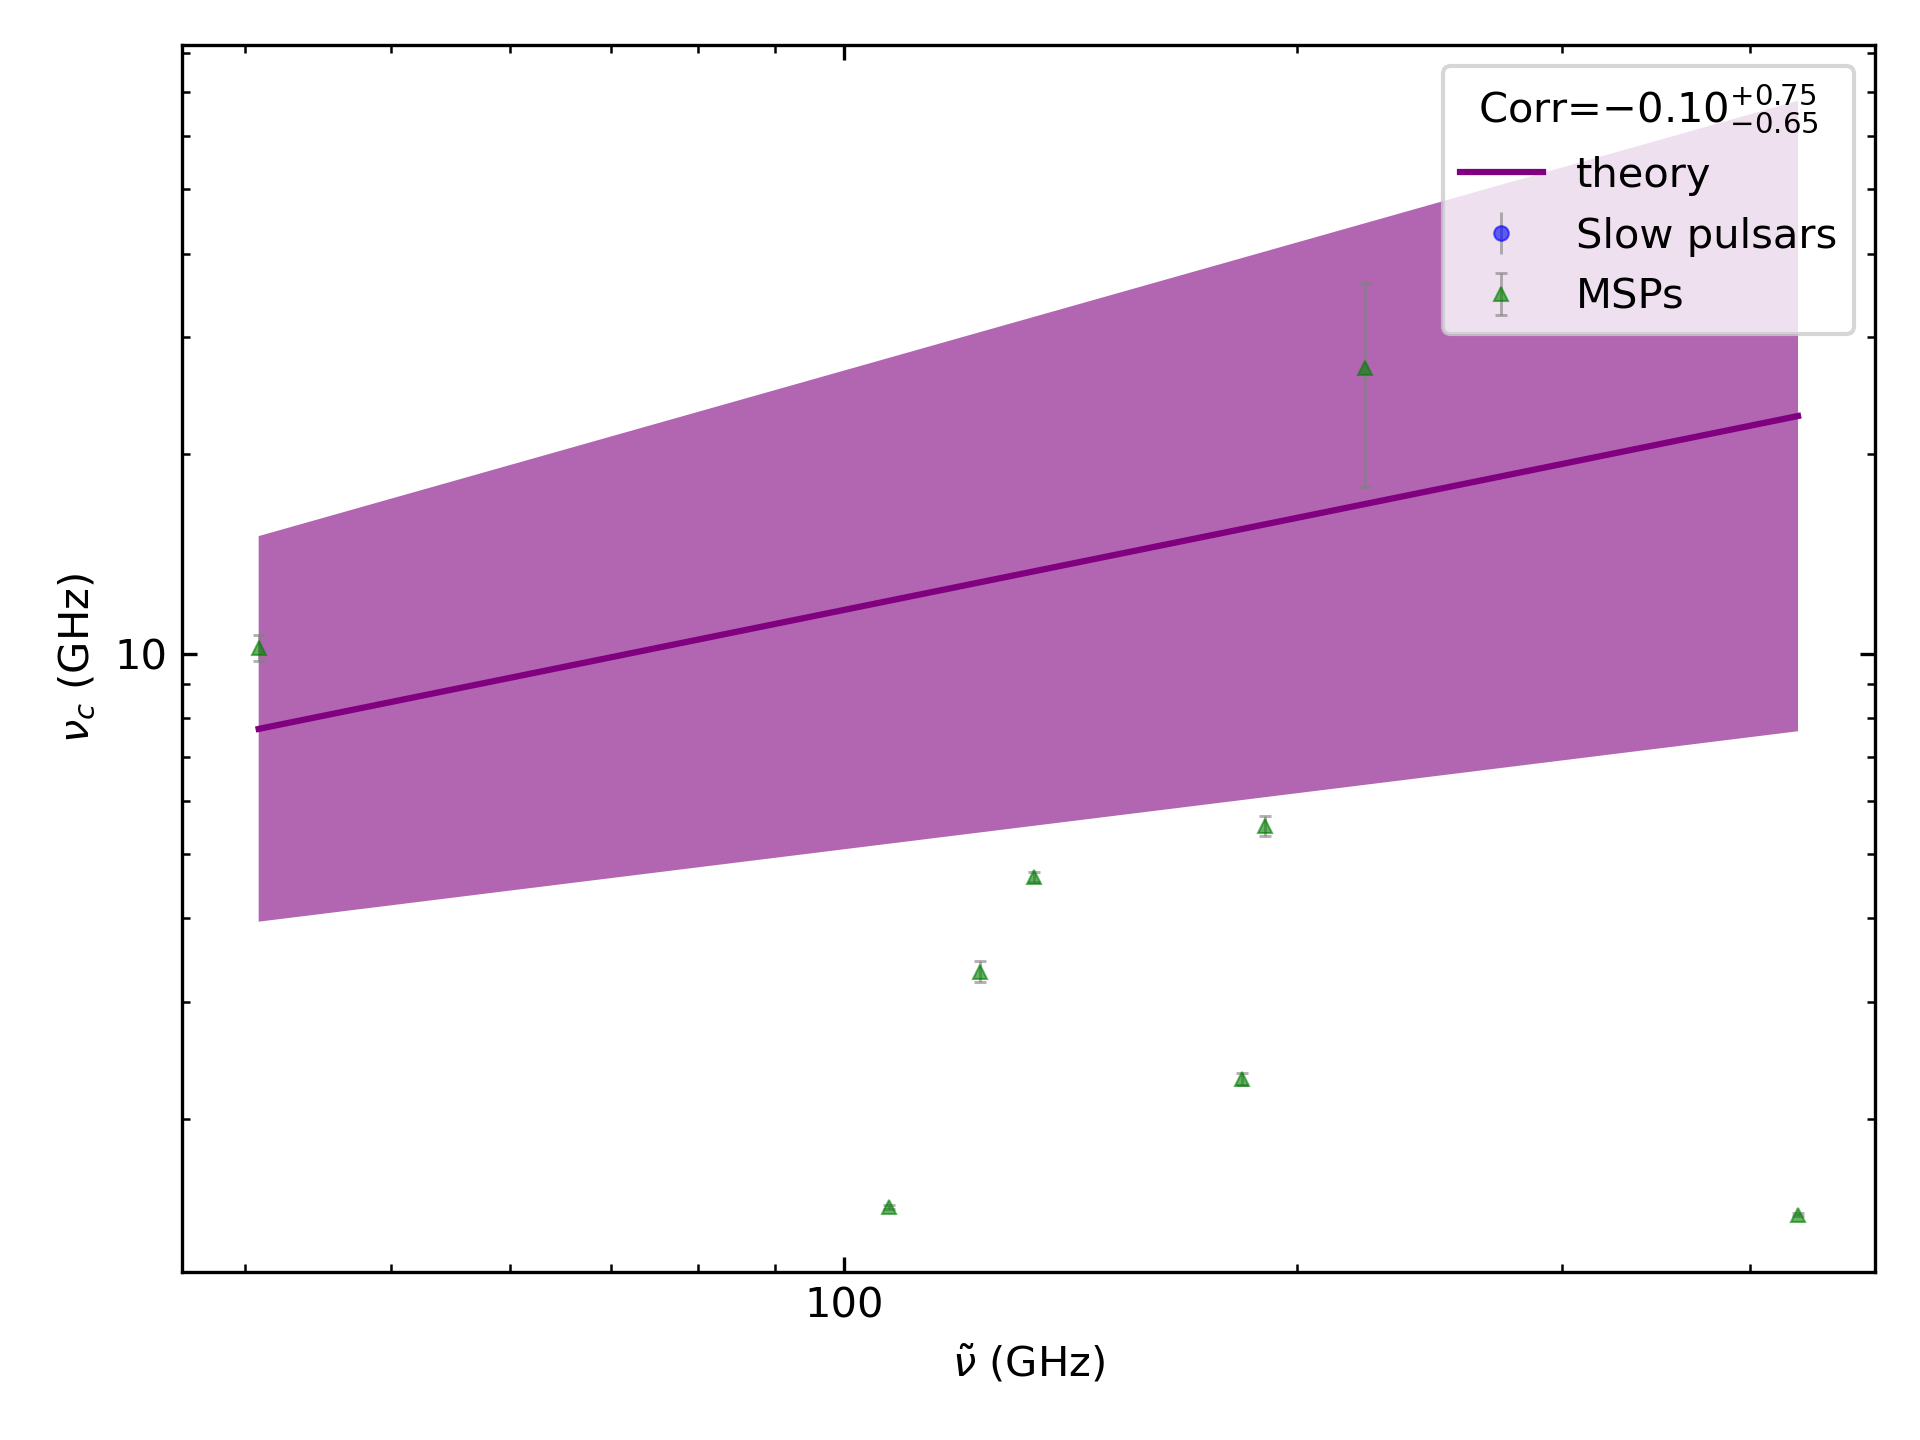 Corr=−0.10+0.75−0.65
theory
Slow pulsars
MSPs
νc (GHz)
10
100
ν̃ (GHz)